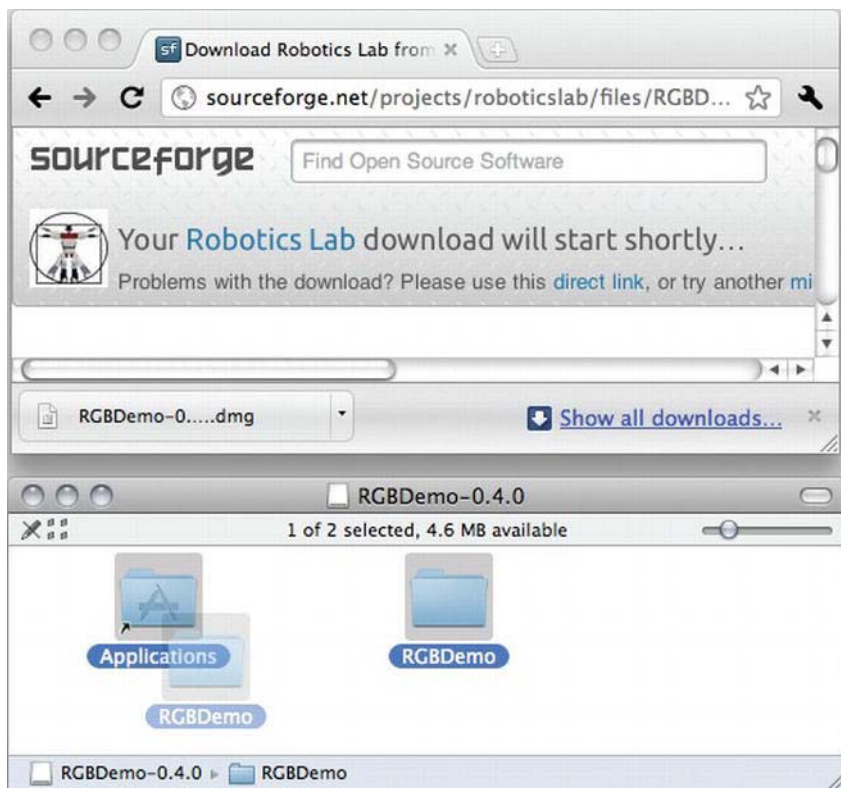 Download Robotics Lab from
sourceforge.net/projects/roboticslab/files/RGBD...
sourceforge
Find Open Source Software
Your Robotics Lab download will start shortly...
Problems with the download? Please use this direct link, or try another mi
RGBDemo-0.....dmg
Show all downloads...
RGBDemo-0.4.0
1 of 2 selected, 4.6 MB available
Applications
RGBDemo
RGBDemo
RGBDemo-0.4.0 ▸ RGBDemo